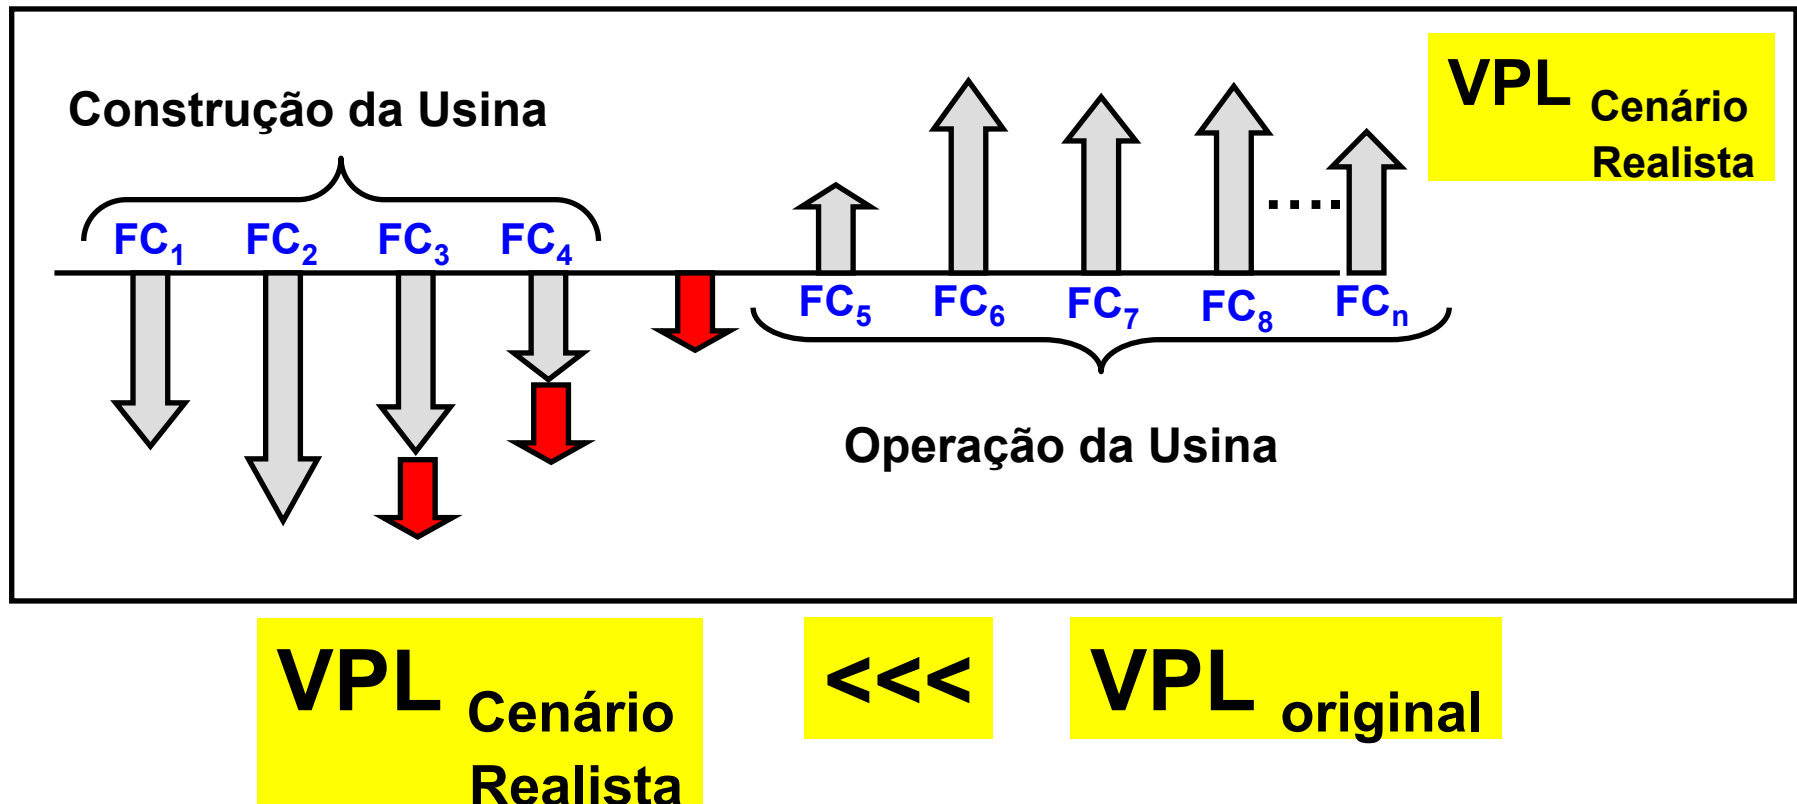 VPL Cenário
Realista
Construção da Usina
FC1 FC2 FC3 FC4
FC5 FC6 FC7 FC8 ..... FCn
Operação da Usina
VPL Cenário
Realista
<<<
VPL original